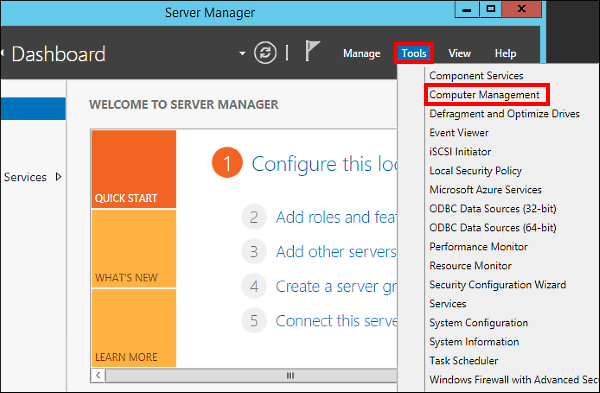 Server Manager
Dashboard
Manage
Tools
View
Help
WELCOME TO SERVER MANAGER
Services
QUICK START
WHAT'S NEW
LEARN MORE
1 Configure this loc
2 Add roles and feat
3 Add other servers
4 Create a server gr
5 Connect this serve
Component Services
Computer Management
Defragment and Optimize Drives
Event Viewer
iSCSI Initiator
Local Security Policy
Microsoft Azure Services
ODBC Data Sources (32-bit)
ODBC Data Sources (64-bit)
Performance Monitor
Resource Monitor
Security Configuration Wizard
Services
System Configuration
System Information
Task Scheduler
Windows Firewall with Advanced Sec